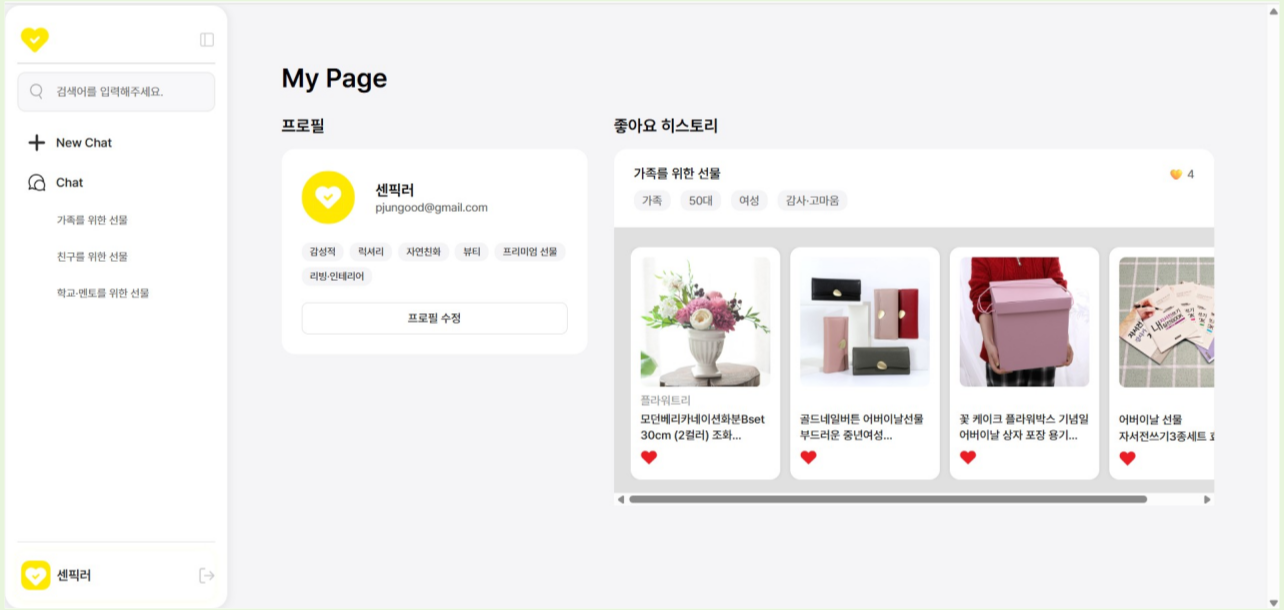 검색어를 입력해주세요.
New Chat
Chat
가족를 위한 선물
친구를 위한 선물
학교·멘토를 위한 선물
센픽러
My Page
프로필
센픽러
pjungood@gmail.com
감성적 럭셔리 자연친화 뷰티 프리미엄 선물
리빙·인테리어
프로필 수정
좋아요 히스토리
가족를 위한 선물
4
가족 50대 여성 감사·고마움
플라워트리
모던베리카네이션화분Bset
30cm (2컬러) 조화...
골드네일버튼 어버이날선물
부드러운 중년여성...
꽃 케이크 플라워박스 기념일
어버이날 상자 포장 용기...
어버이날 선물
자서전쓰기3종세트